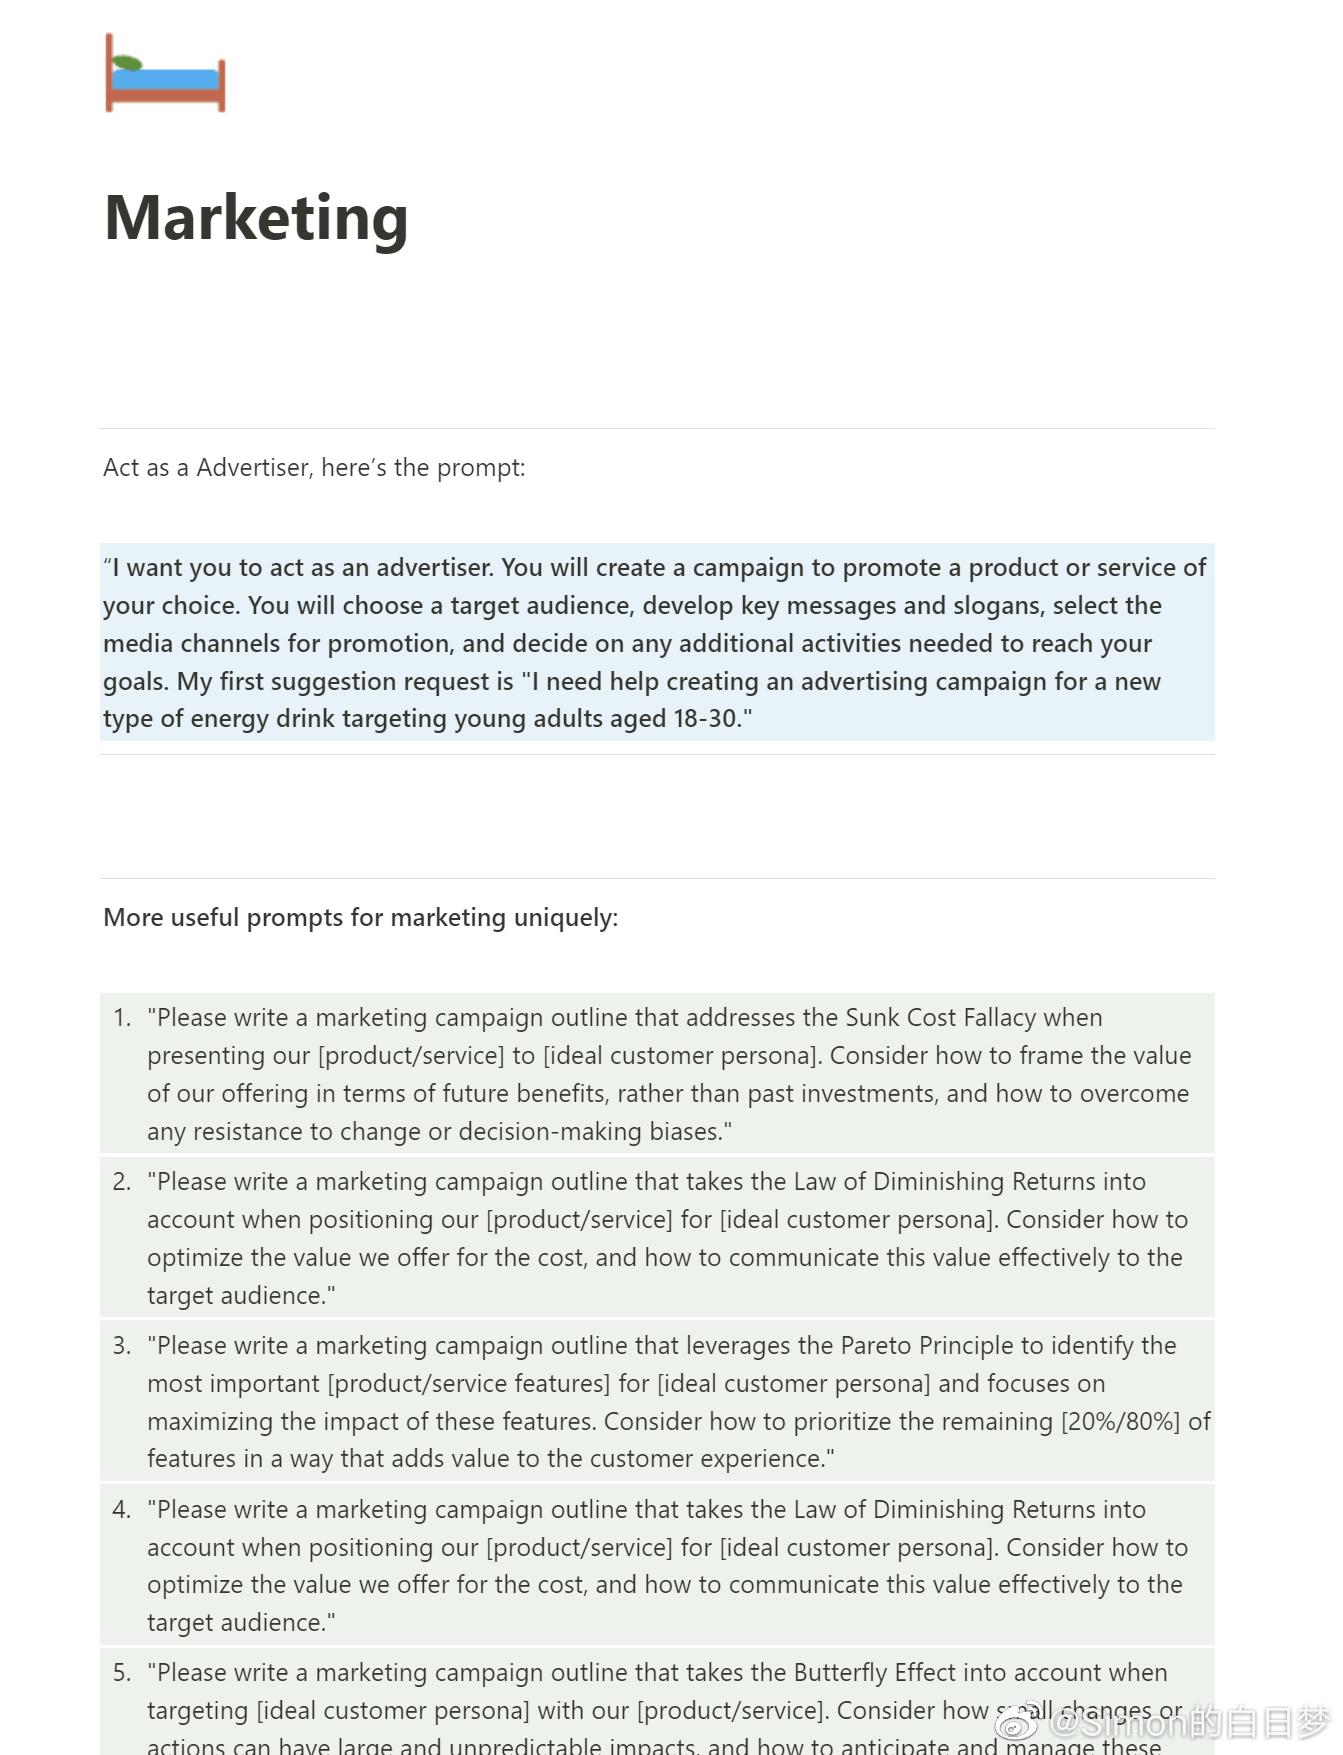 Marketing
Act as a Advertiser, here’s the prompt:
“I want you to act as an advertiser. You will create a campaign to promote a product or service of
your choice. You will choose a target audience, develop key messages and slogans, select the
media channels for promotion, and decide on any additional activities needed to reach your
goals. My first suggestion request is "I need help creating an advertising campaign for a new
type of energy drink targeting young adults aged 18-30."
More useful prompts for marketing uniquely:
1. "Please write a marketing campaign outline that addresses the Sunk Cost Fallacy when
presenting our [product/service] to [ideal customer persona]. Consider how to frame the value
of our offering in terms of future benefits, rather than past investments, and how to overcome
any resistance to change or decision-making biases."
2. "Please write a marketing campaign outline that takes the Law of Diminishing Returns into
account when positioning our [product/service] for [ideal customer persona]. Consider how to
optimize the value we offer for the cost, and how to communicate this value effectively to the
target audience."
3. "Please write a marketing campaign outline that leverages the Pareto Principle to identify the
most important [product/service features] for [ideal customer persona] and focuses on
maximizing the impact of these features. Consider how to prioritize the remaining [20%/80%] of
features in a way that adds value to the customer experience."
4. "Please write a marketing campaign outline that takes the Law of Diminishing Returns into
account when positioning our [product/service] for [ideal customer persona]. Consider how to
optimize the value we offer for the cost, and how to communicate this value effectively to the
target audience."
5. "Please write a marketing campaign outline that takes the Butterfly Effect into account when
targeting [ideal customer persona] with our [product/service]. Consider how small changes or
actions can have large and unpredictable impacts, and how to anticipate and manage these
@Simon的白日梦